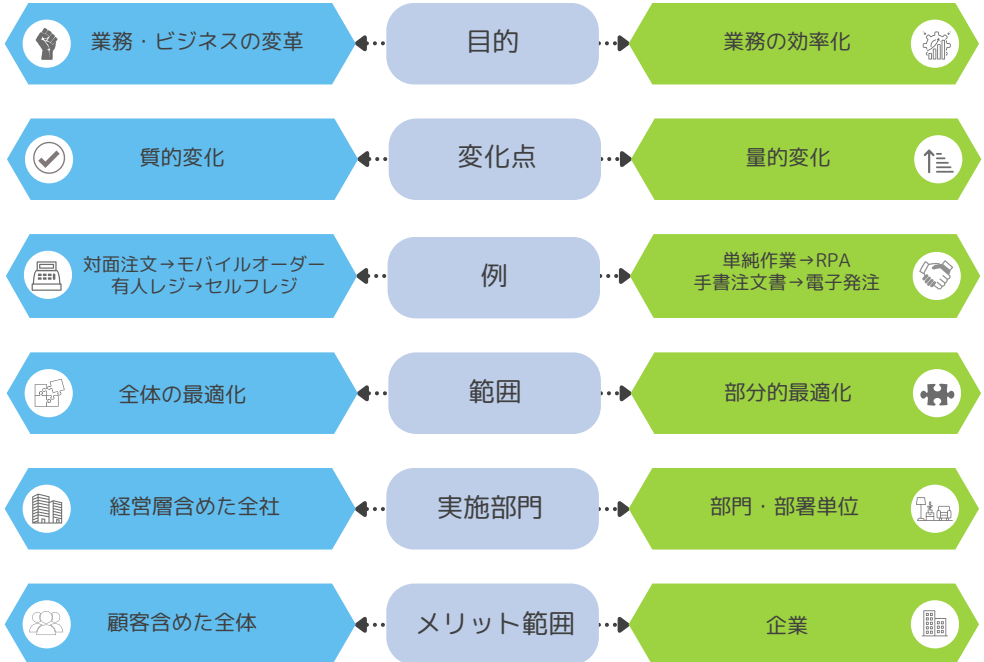 業務・ビジネスの変革
目的
業務の効率化
質的変化
変化点
量的変化
対面注文→モバイルオーダー
有人レジ→セルフレジ
例
単純作業→RPA
手書注文書→電子発注
全体の最適化
範囲
部分的最適化
経営層含めた全社
実施部門
部門・部署単位
顧客含めた全体
メリット範囲
企業